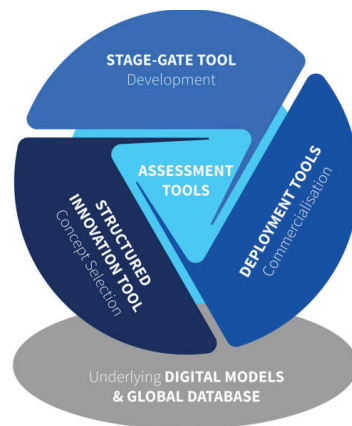 STAGE-GATE TOOL
Development
ASSESSMENT
TOOLS
STRUCTURED
INNOVATION TOOL
Concept Selection
DEPLOYMENT TOOLS
Commercialisation
Underlying DIGITAL MODELS
& GLOBAL DATABASE